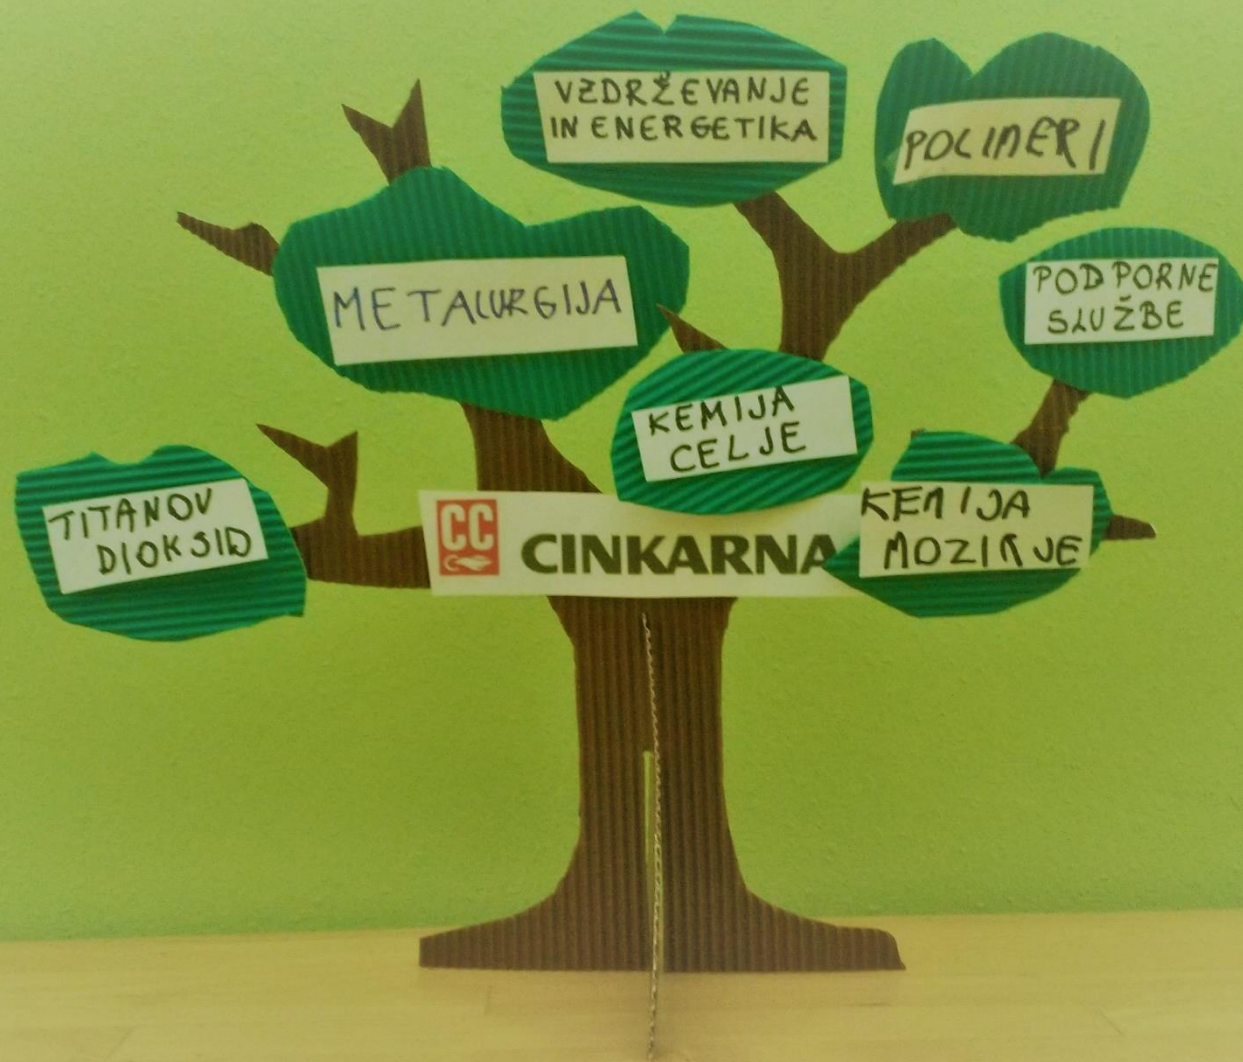 VZDRŽEVANJE
IN ENERGETIKA
POLIMERI
METALURGIJA
PODPORNE
SLUŽBE
KEMIJA
CELJE
TITANOV
DIOKSID
CC CINKARNA
KEMIJA
MOZIRJE